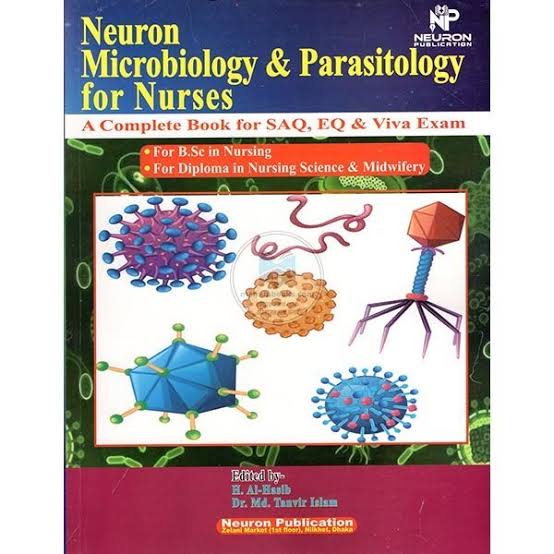 Neuron
Microbiology & Parasitology
for Nurses
NP
NEURON
PUBLICATION
A Complete Book for SAQ, EQ & Viva Exam
• For B.Sc in Nursing
• For Diploma in Nursing Science & Midwifery
Edited by-
H. Al-Hasib
Dr. Md. Tanvir Islam
Neuron Publication
Zelani Market (1st floor), Nilkhet, Dhaka